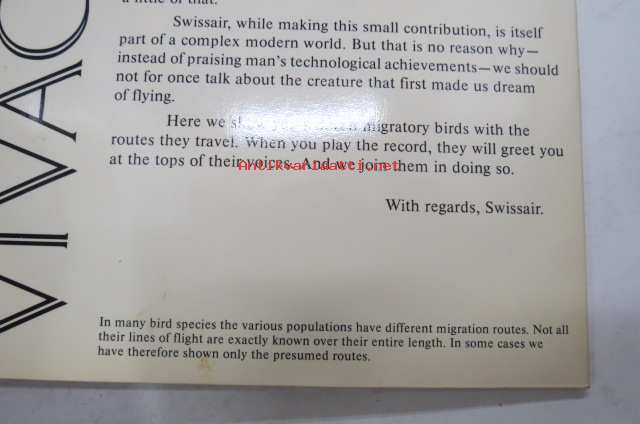 a little of that.
Swissair, while making this small contribution, is itself
part of a complex modern world. But that is no reason why—
instead of praising man's technological achievements—we should
not for once talk about the creature that first made us dream
of flying.
Here we migratory birds with the
routes they travel. When you play the record, they will greet you
at the tops of their voices. And we join them in doing so.
With regards, Swissair.
In many bird species the various populations have different migration routes. Not all
their lines of flight are exactly known over their entire length. In some cases we
have therefore shown only the presumed routes.
VIVAC